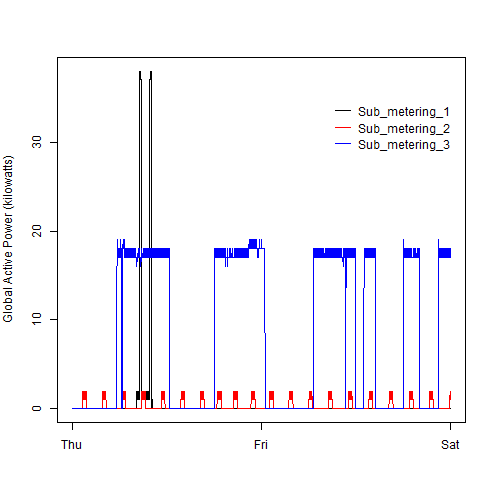 Sub_metering_1
Sub_metering_2
Sub_metering_3
Global Active Power (kilowatts)
30
20
10
0
Thu Fri Sat